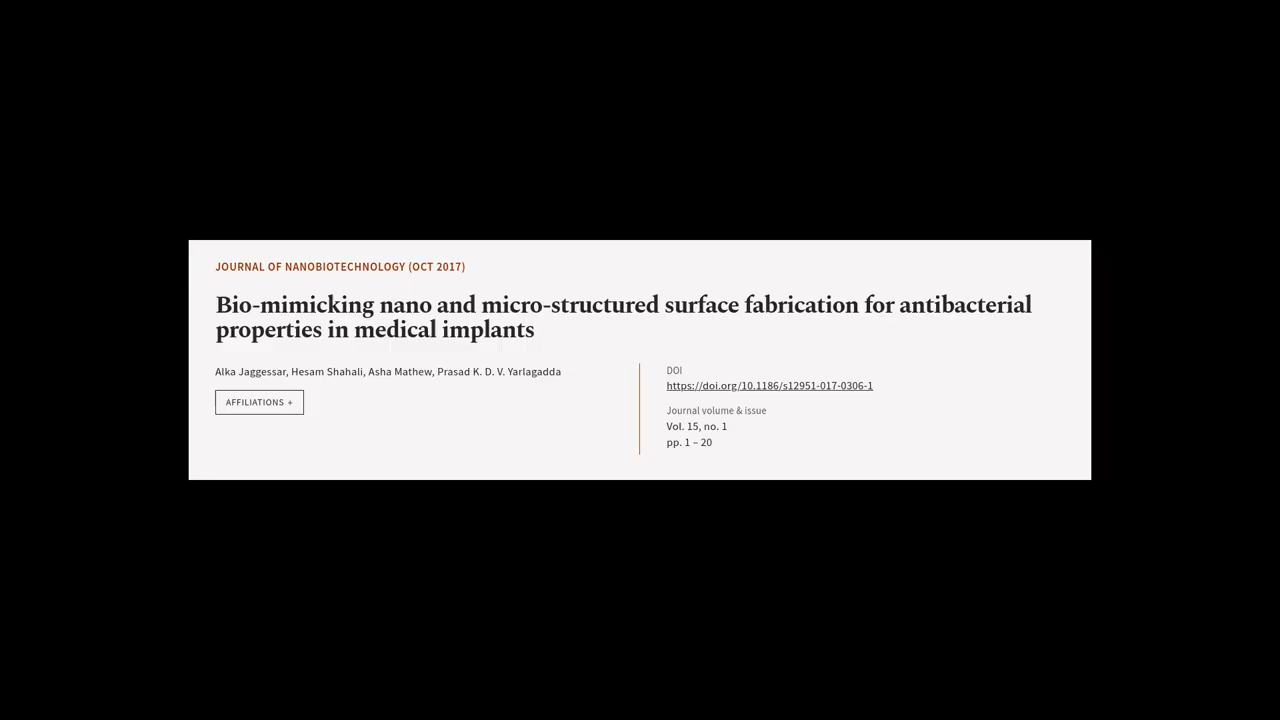 JOURNAL OF NANOBIOTECHNOLOGY (OCT 2017)
Bio-mimicking nano and micro-structured surface fabrication for antibacterial
properties in medical implants
Alka Jaggessar, Hesam Shahali, Asha Mathew, Prasad K. D. V. Yarlagadda
AFFILIATIONS +
DOI
https://doi.org/10.1186/s12951-017-0306-1
Journal volume & issue
Vol. 15, no. 1
pp. 1 – 20